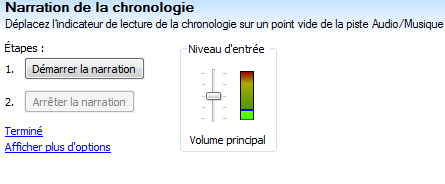 Narration de la chronologie
Déplacez l'indicateur de lecture de la chronologie sur un point vide de la piste Audio/Musique
Étapes :
1. Démarrer la narration
2. Arrêter la narration
Terminé
Afficher plus d'options
Niveau d'entrée
Volume principal